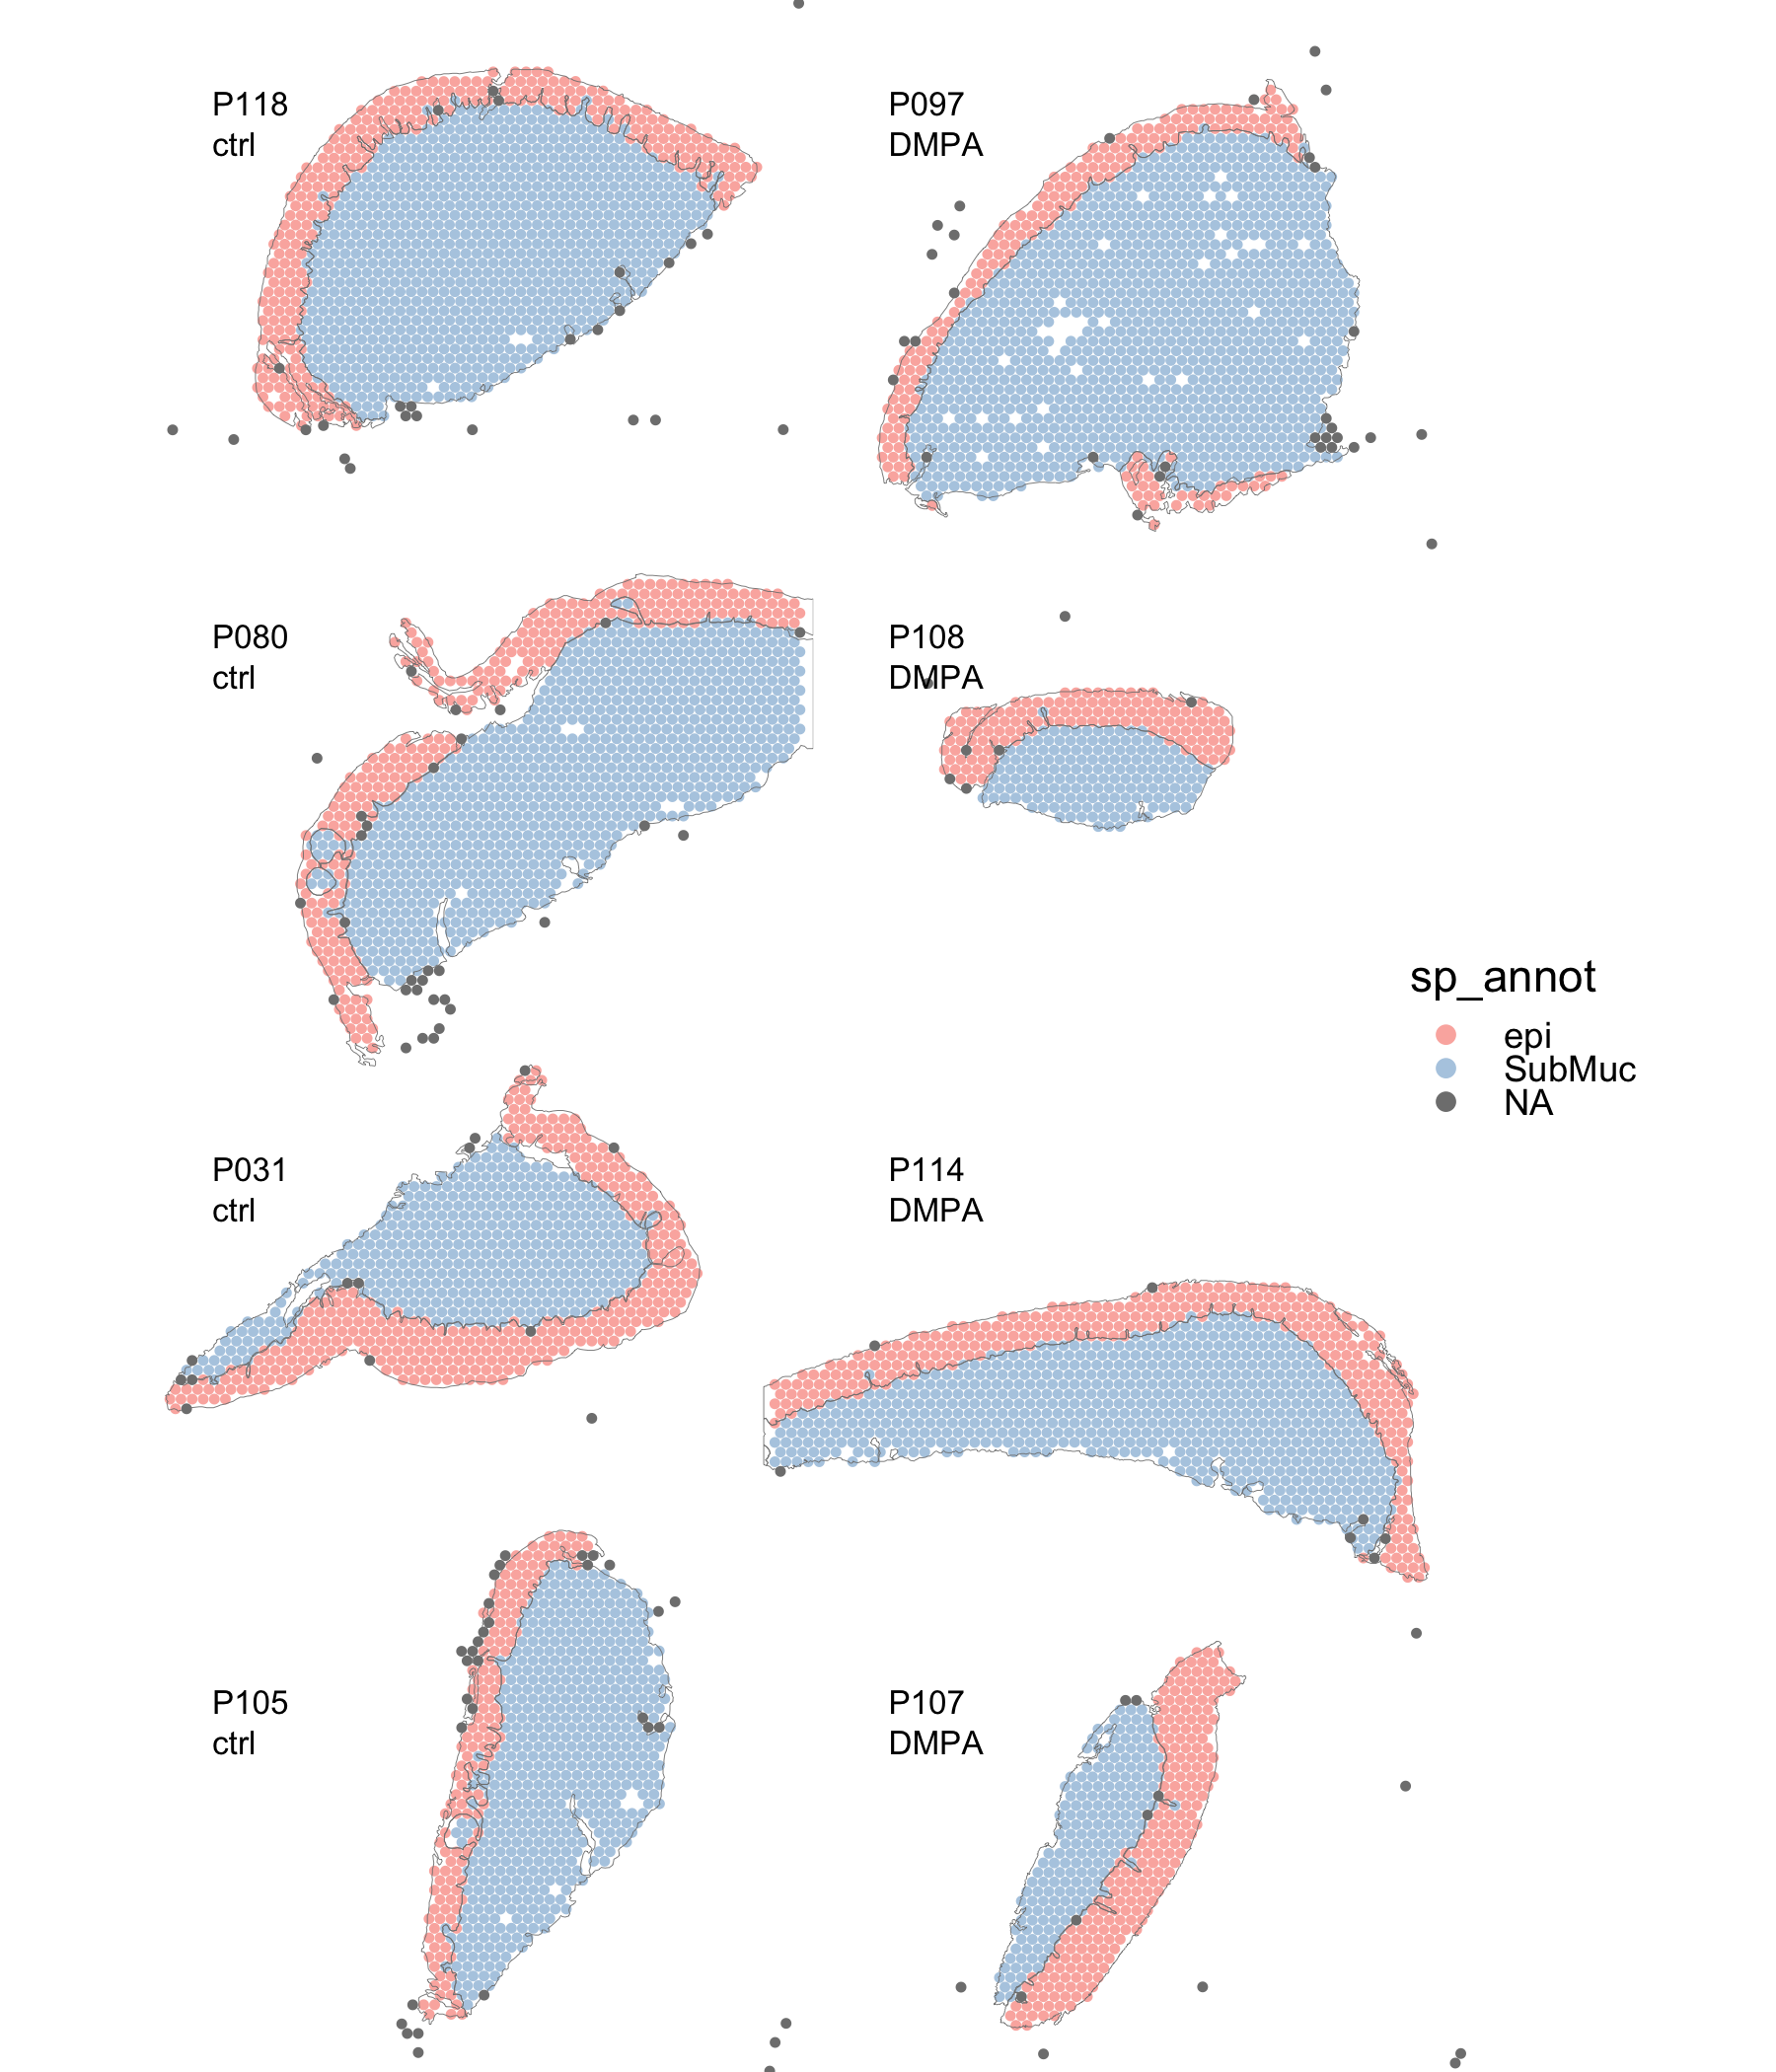 P118
ctrl
P097
DMPA
P080
ctrl
P108
DMPA
sp_annot
epi
SubMuc
NA
P031
ctrl
P114
DMPA
P105
ctrl
P107
DMPA